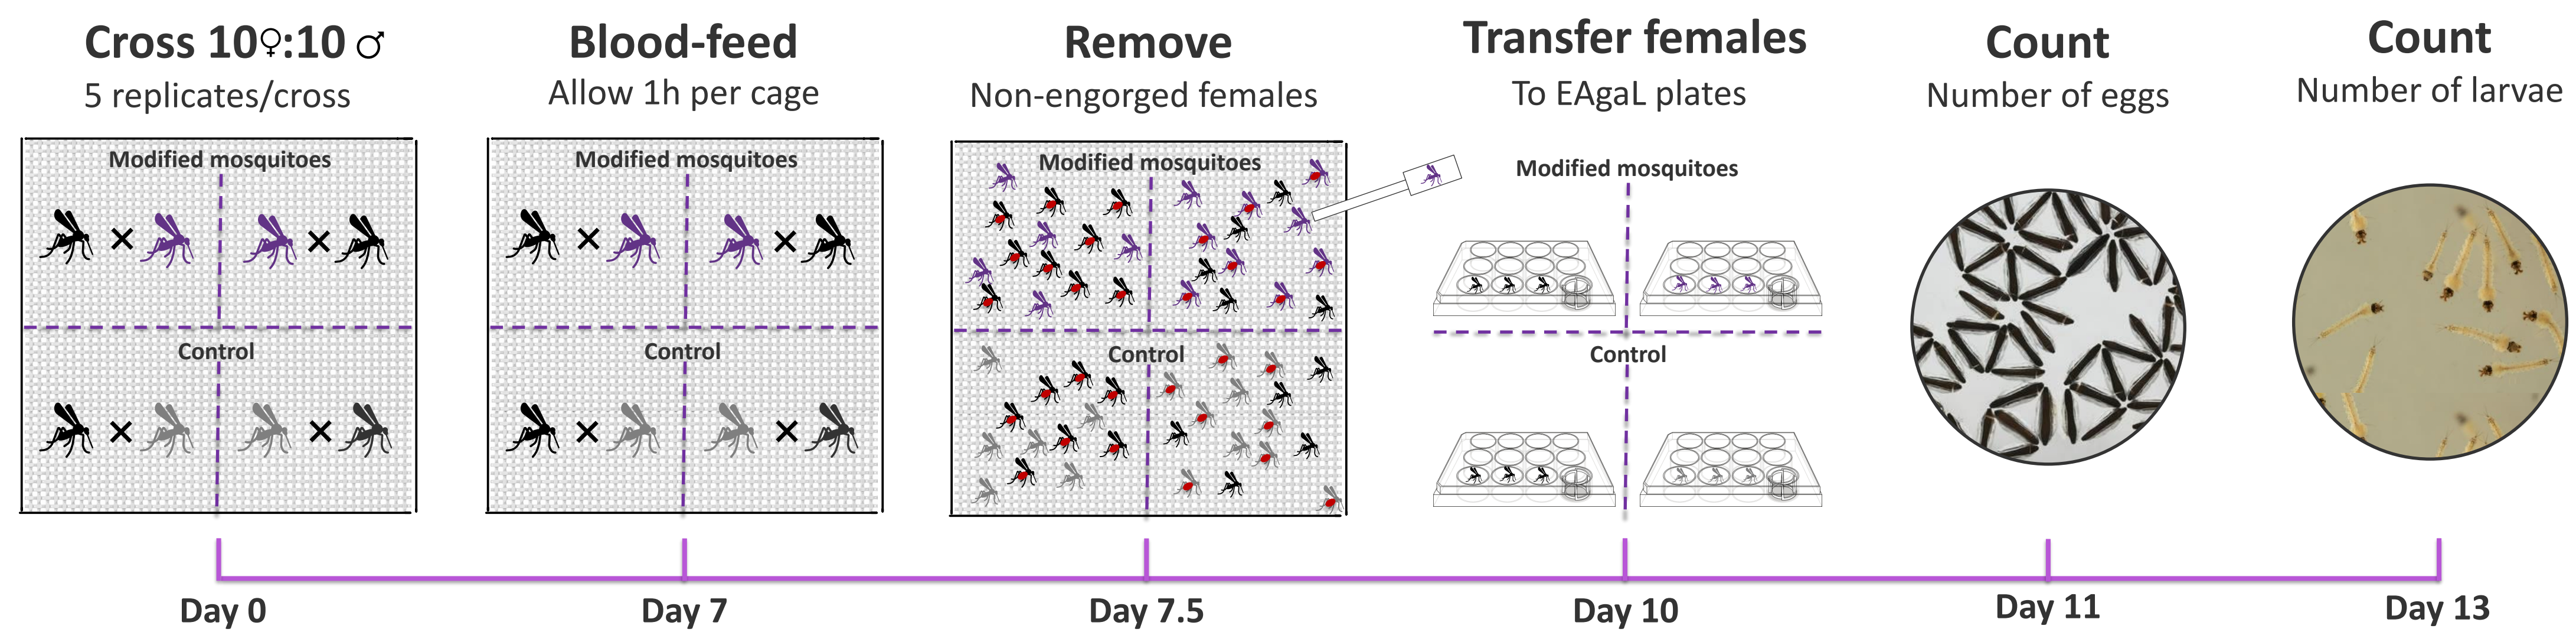 Cross 10♀:10 ♂
5 replicates/cross
Modified mosquitoes
×
×
Control
×
×
Day 0
Blood-feed
Allow 1h per cage
Modified mosquitoes
×
×
Control
×
×
Day 7
Remove
Non-engorged females
Modified mosquitoes
Control
Day 7.5
Transfer females
To EAgaL plates
Modified mosquitoes
Control
Day 10
Count
Number of eggs
Day 11
Count
Number of larvae
Day 13